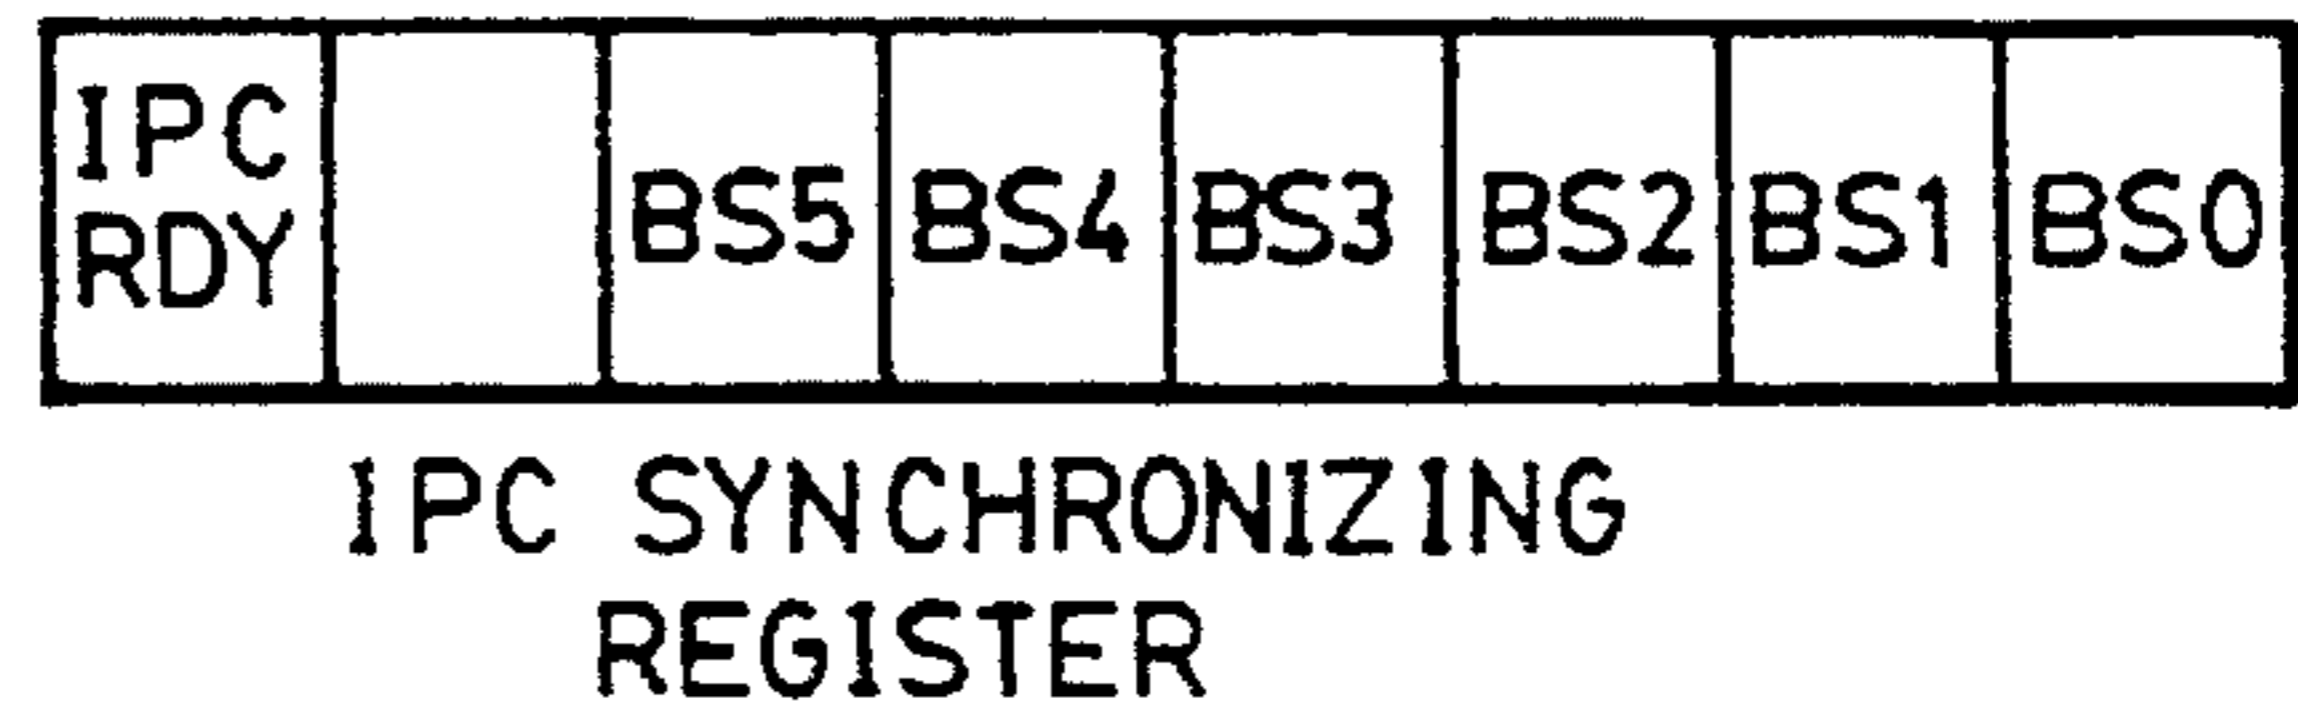 IPC
RDY
BS5 BS4 BS3 BS2 BS1 BS0
IPC SYNCHRONIZING
REGISTER